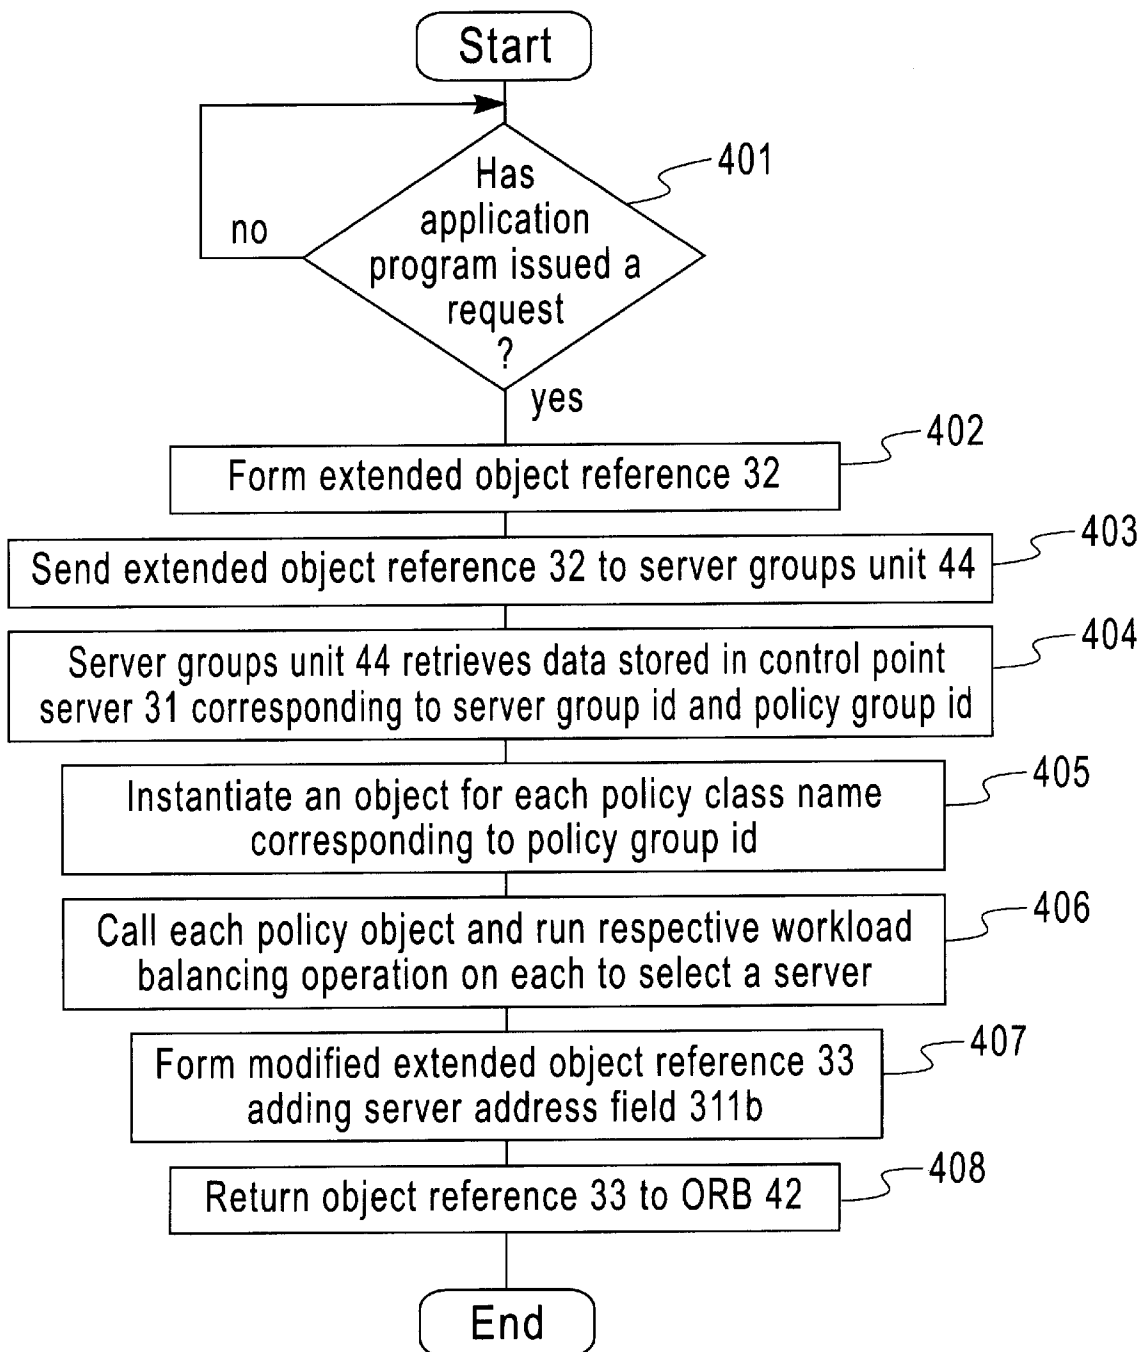 Start
Has
application
program issued a
request
?
401
no
yes
Form extended object reference 32
402
Send extended object reference 32 to server groups unit 44
403
Server groups unit 44 retrieves data stored in control point
server 31 corresponding to server group id and policy group id
404
Instantiate an object for each policy class name
corresponding to policy group id
405
Call each policy object and run respective workload
balancing operation on each to select a server
406
Form modified extended object reference 33
adding server address field 311b
407
Return object reference 33 to ORB 42
408
End